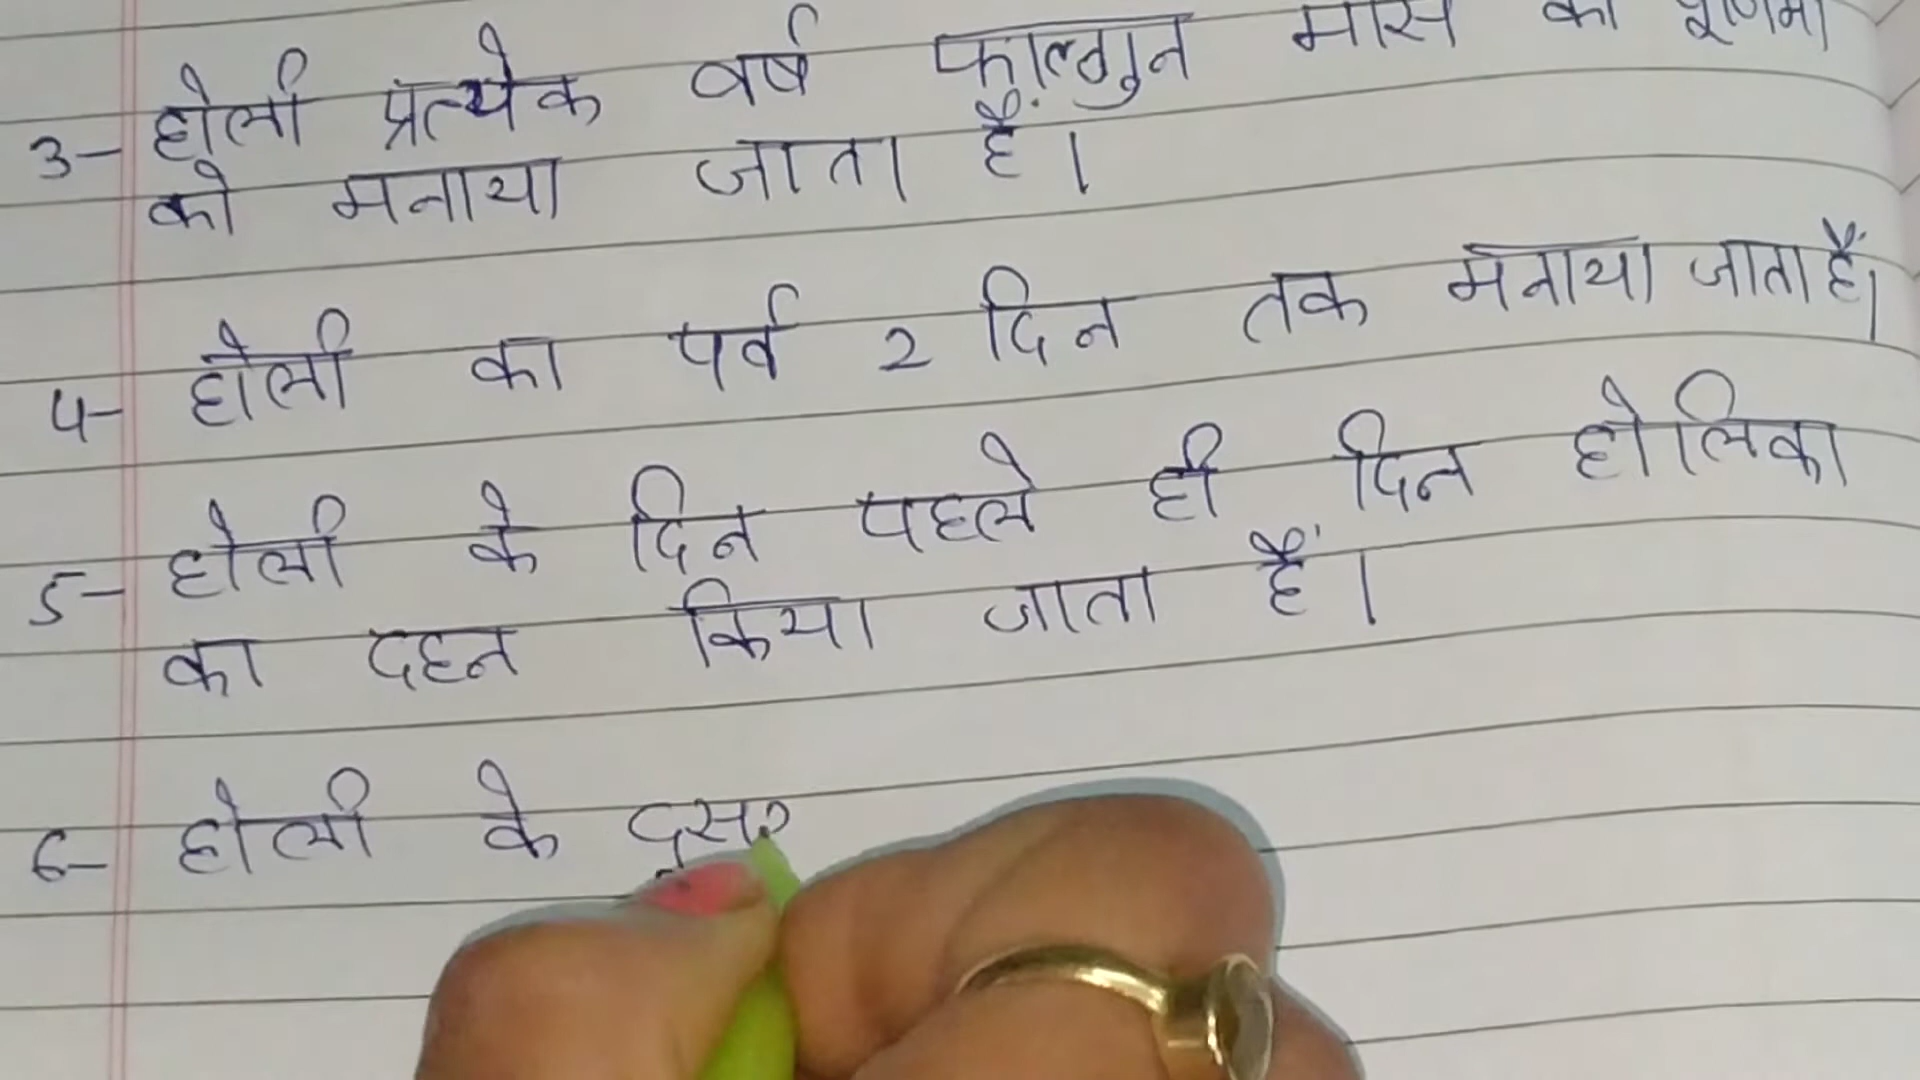 3- होली प्रत्येक वर्ष फाल्गुन मास की पूर्णिमा
को मनाया जाता हैं।
4- होली का पर्व 2 दिन तक मनाया जाता हैं।
5- होली के दिन पहले ही दिन होलिका
का दहन किया जाता हैं।
6- होली के